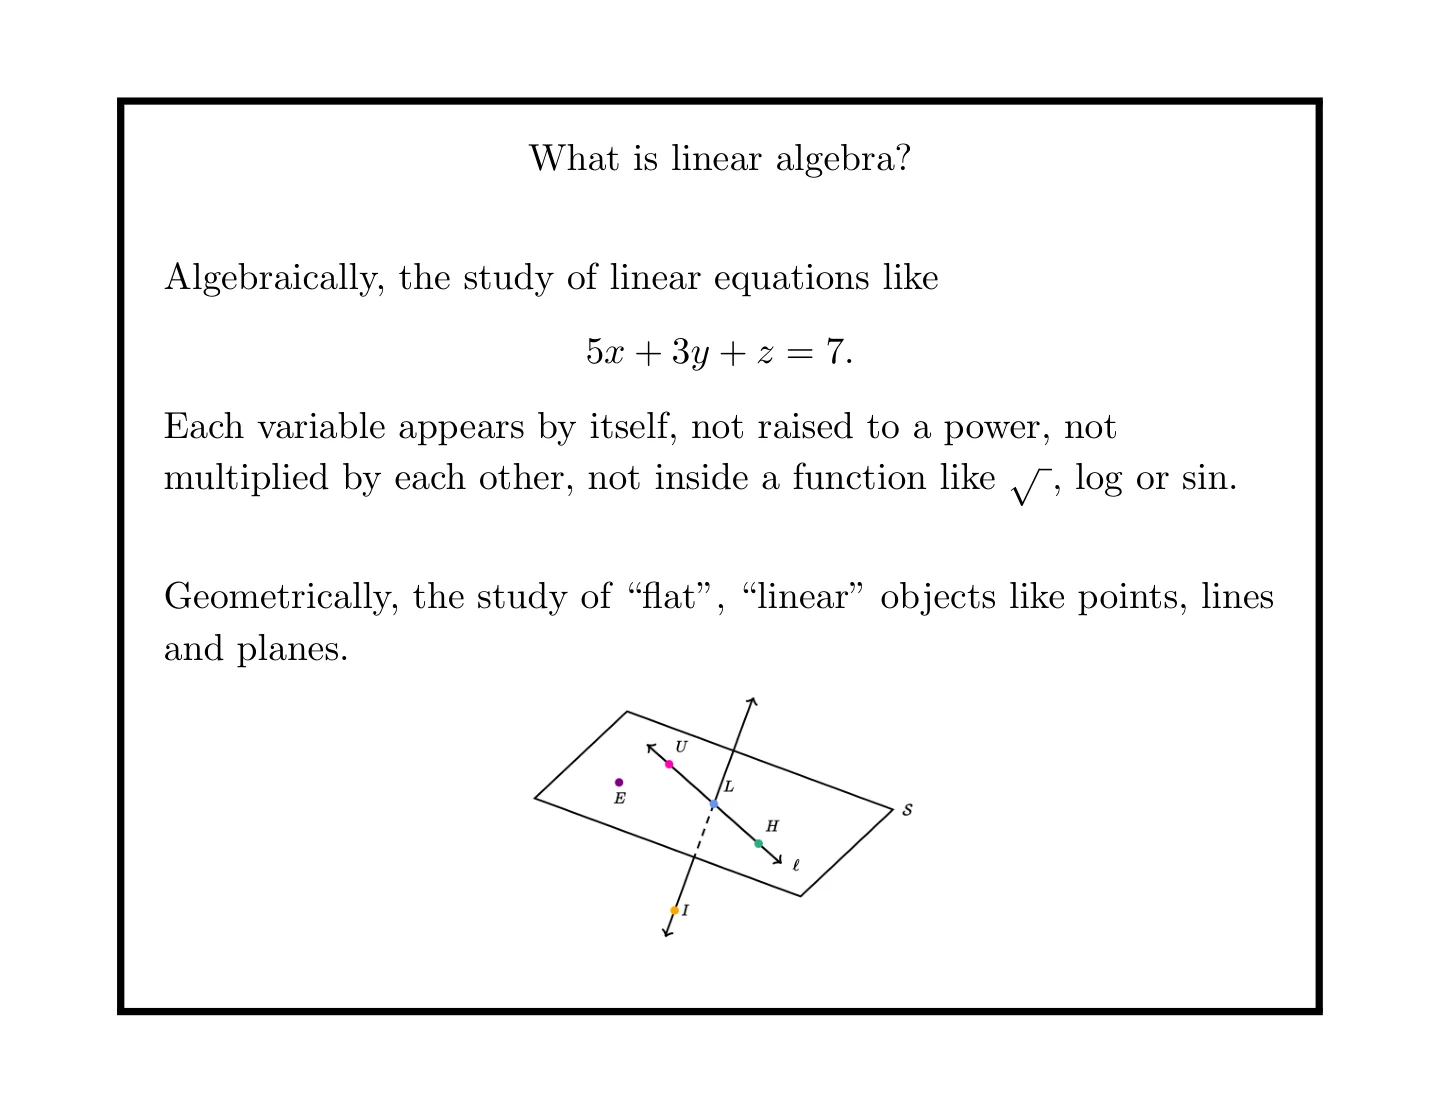 What is linear algebra?
Algebraically, the study of linear equations like
5x + 3y + z = 7.
Each variable appears by itself, not raised to a power, not
multiplied by each other, not inside a function like √ , log or sin.
Geometrically, the study of “flat”, “linear” objects like points, lines
and planes.
U
L
E
H
S
ℓ
I